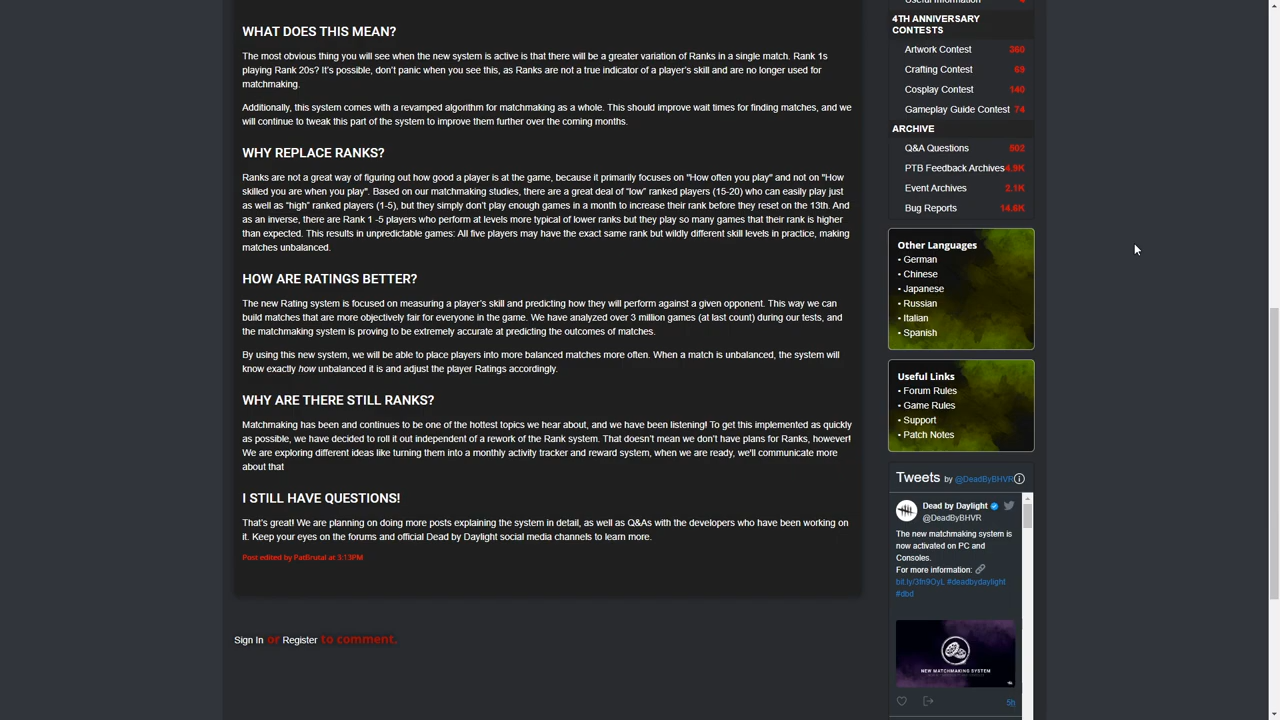 WHAT DOES THIS MEAN?
The most obvious thing you will see when the new system is active is that there will be a greater variation of Ranks in a single match. Rank 1s
playing Rank 20s? It's possible, don't panic when you see this, as Ranks are not a true indicator of a player's skill and are no longer used for
matchmaking.
Additionally, this system comes with a revamped algorithm for matchmaking as a whole. This should improve wait times for finding matches, and we
will continue to tweak this part of the system to improve them further over the coming months.
WHY REPLACE RANKS?
Ranks are not a great way of figuring out how good a player is at the game, because it primarily focuses on "How often you play" and not on "How
skilled you are when you play". Based on our matchmaking studies, there are a great deal of "low" ranked players (15-20) who can easily play just
as well as "high" ranked players (1-5), but they simply don't play enough games in a month to increase their rank before they reset on the 13th. And
as an inverse, there are Rank 1 -5 players who perform at levels more typical of lower ranks but they play so many games that their rank is higher
than expected. This results in unpredictable games: All five players may have the exact same rank but wildly different skill levels in practice, making
matches unbalanced.
HOW ARE RATINGS BETTER?
The new Rating system is focused on measuring a player's skill and predicting how they will perform against a given opponent. This way we can
build matches that are more objectively fair for everyone in the game. We have analyzed over 3 million games (at last count) during our tests, and
the matchmaking system is proving to be extremely accurate at predicting the outcomes of matches.
By using this new system, we will be able to place players into more balanced matches more often. When a match is unbalanced, the system will
know exactly how unbalanced it is and adjust the player Ratings accordingly.
WHY ARE THERE STILL RANKS?
Matchmaking has been and continues to be one of the hottest topics we hear about, and we have been listening! To get this implemented as quickly
as possible, we have decided to roll it out independent of a rework of the Rank system. That doesn't mean we don't have plans for Ranks, however!
We are exploring different ideas like turning them into a monthly activity tracker and reward system, when we are ready, we'll communicate more
about that
I STILL HAVE QUESTIONS!
That's great! We are planning on doing more posts explaining the system in detail, as well as Q&As with the developers who have been working on
it. Keep your eyes on the forums and official Dead by Daylight social media channels to learn more.
Post edited by PatBrutal at 3:13PM
Sign In or Register to comment.
Useful Information 4
4TH ANNIVERSARY
CONTESTS
Artwork Contest 360
Crafting Contest 69
Cosplay Contest 140
Gameplay Guide Contest 74
ARCHIVE
Q&A Questions 502
PTB Feedback Archives 4.9K
Event Archives 2.1K
Bug Reports 14.6K
Other Languages
• German
• Chinese
• Japanese
• Russian
• Italian
• Spanish
Useful Links
• Forum Rules
• Game Rules
• Support
• Patch Notes
Tweets by @DeadByBHVR
Dead by Daylight
@DeadByBHVR
The new matchmaking system is
now activated on PC and
Consoles.
For more information:
bit.ly/3fn9OyL #deadbydaylight
#dbd
NEW MATCHMAKING SYSTEM
5h